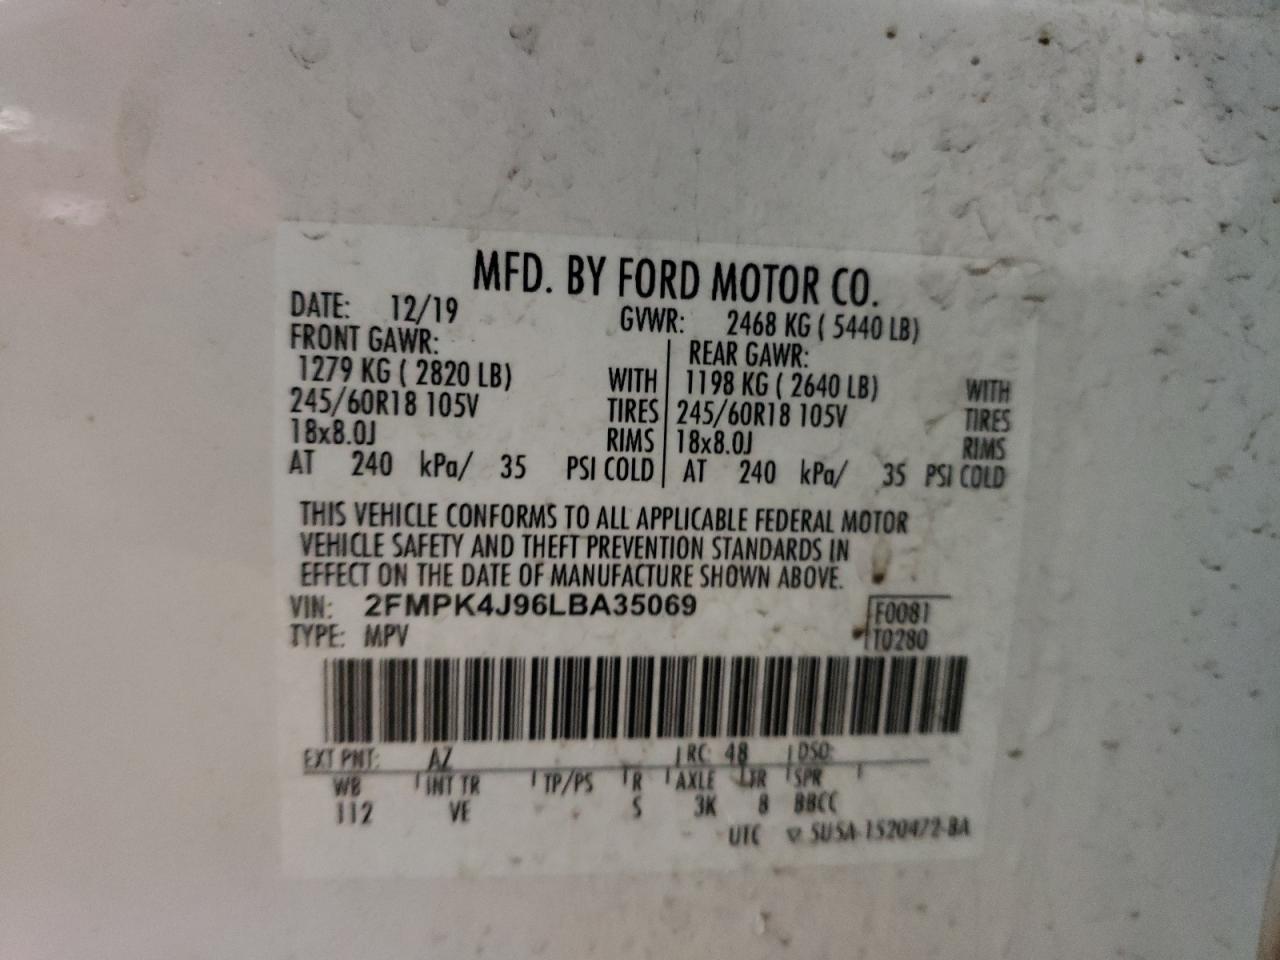 MFD. BY FORD MOTOR CO.
DATE: 12/19 GVWR: 2468 KG ( 5440 LB)
FRONT GAWR: REAR GAWR:
1279 KG ( 2820 LB) WITH 1198 KG ( 2640 LB) WITH
245/60R18 105V TIRES 245/60R18 105V TIRES
18x8.0J RIMS 18x8.0J RIMS
AT 240 kPa/ 35 PSI COLD AT 240 kPa/ 35 PSI COLD
THIS VEHICLE CONFORMS TO ALL APPLICABLE FEDERAL MOTOR
VEHICLE SAFETY AND THEFT PREVENTION STANDARDS IN
EFFECT ON THE DATE OF MANUFACTURE SHOWN ABOVE.
VIN: 2FMPK4J96LBA35069 F0081
TYPE: MPV T0280
EXT PNT: AZ RC: 48 DSO:
WB INT TR TP/PS R AXLE TR SPR
112 VE S 3K 8 BBCC
UTC SUSA-1520472-BA